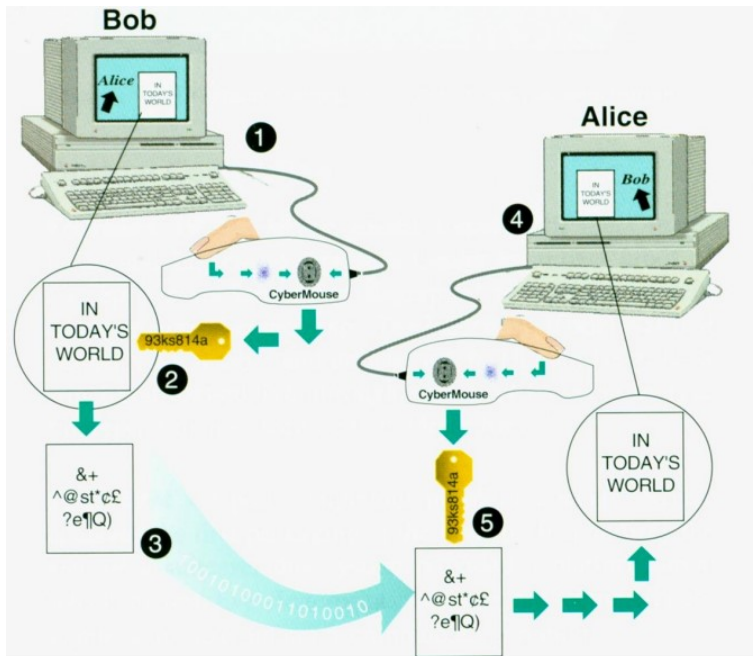 Bob
Alice
IN
TODAY'S
WORLD
1
CyberMouse
IN
TODAY'S
WORLD
93ks814a
2
&+
^@st*¢£
?e¶Q)
3
100101000011010010
Alice
IN
TODAY'S
WORLD
Bob
4
CyberMouse
93ks814a
5
&+
^@st*¢£
?e¶Q)
IN
TODAY'S
WORLD